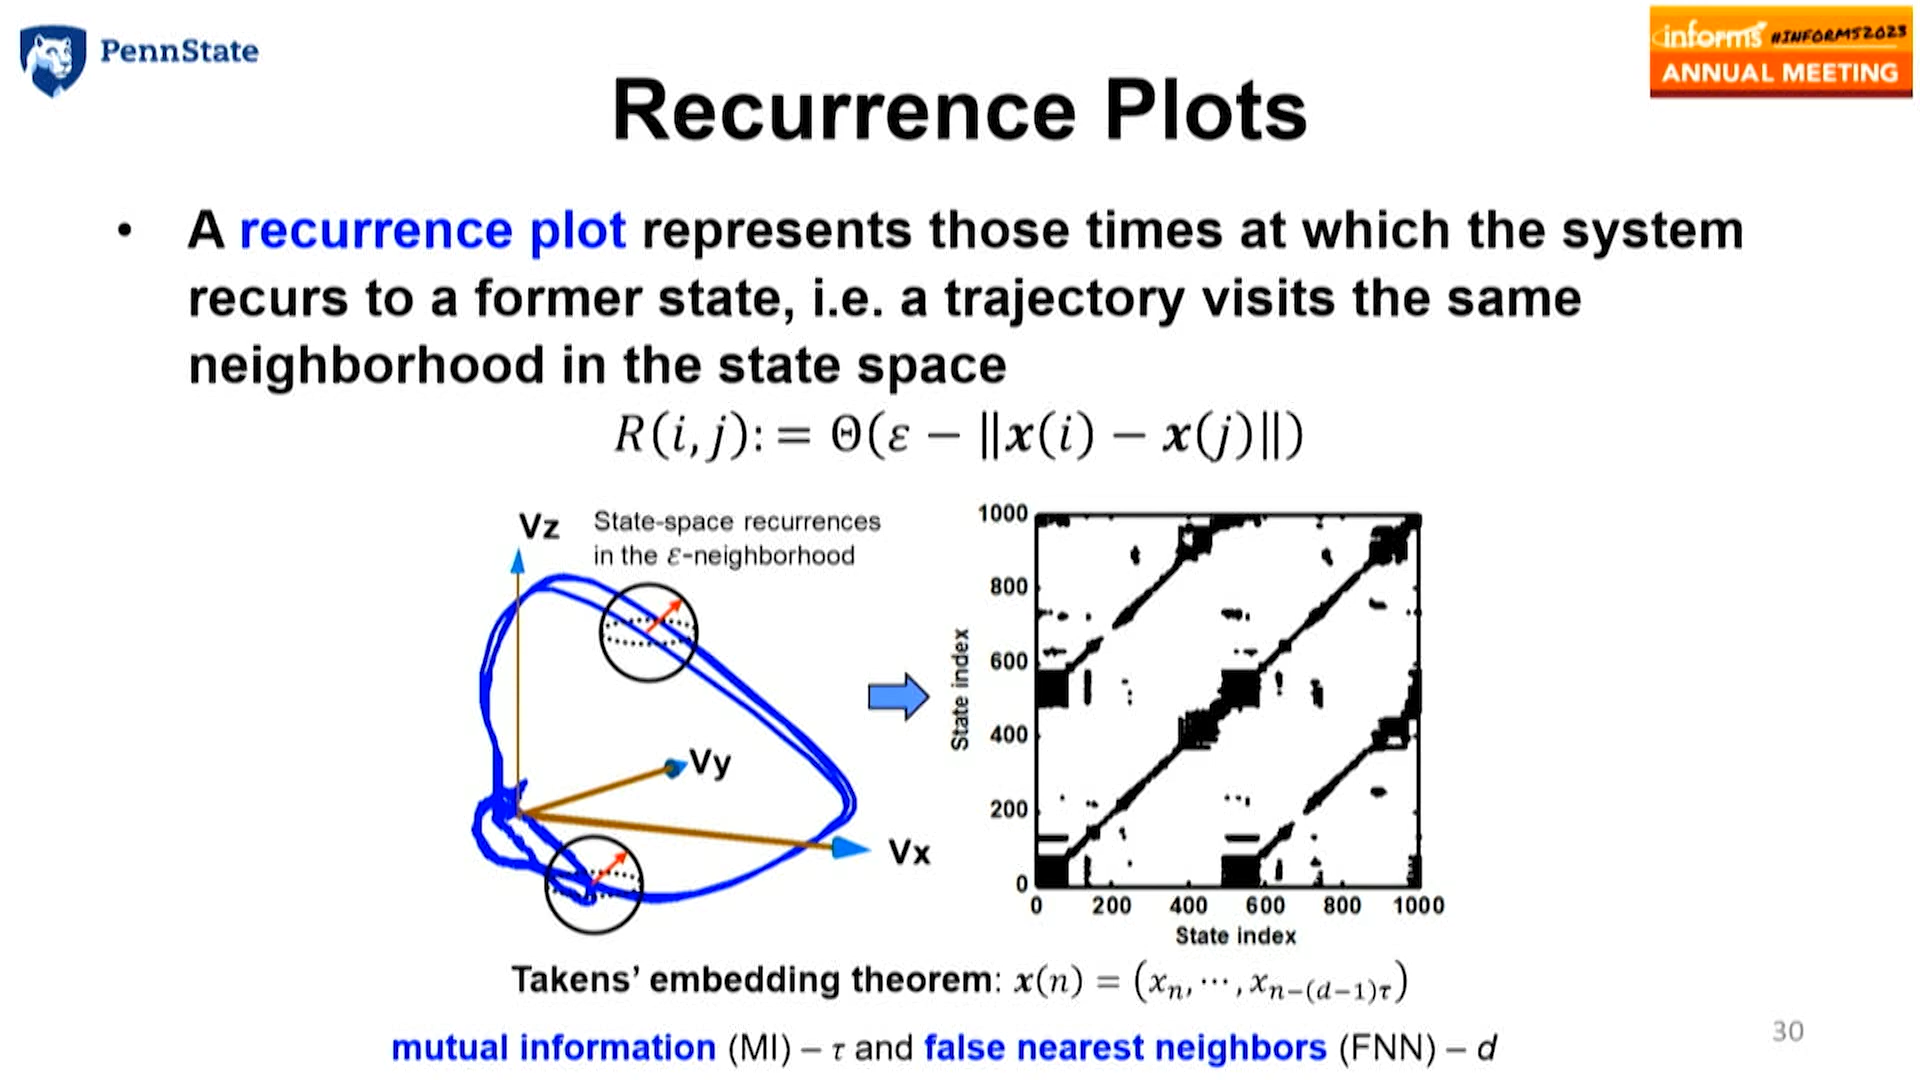 PennState
informs #INFORMS2023
ANNUAL MEETING
Recurrence Plots
• A recurrence plot represents those times at which the system
recurs to a former state, i.e. a trajectory visits the same
neighborhood in the state space
R(i,j): = Θ(ε − ||x(i) − x(j)||)
Vz
State-space recurrences
in the ε-neighborhood
Vy
Vx
State index
1000
800
600
400
200
0
0 200 400 600 800 1000
State index
Takens’ embedding theorem: x(n) = (xₙ, ⋯ , xₙ₋₍d₋₁₎τ)
mutual information (MI) – τ and false nearest neighbors (FNN) – d
30